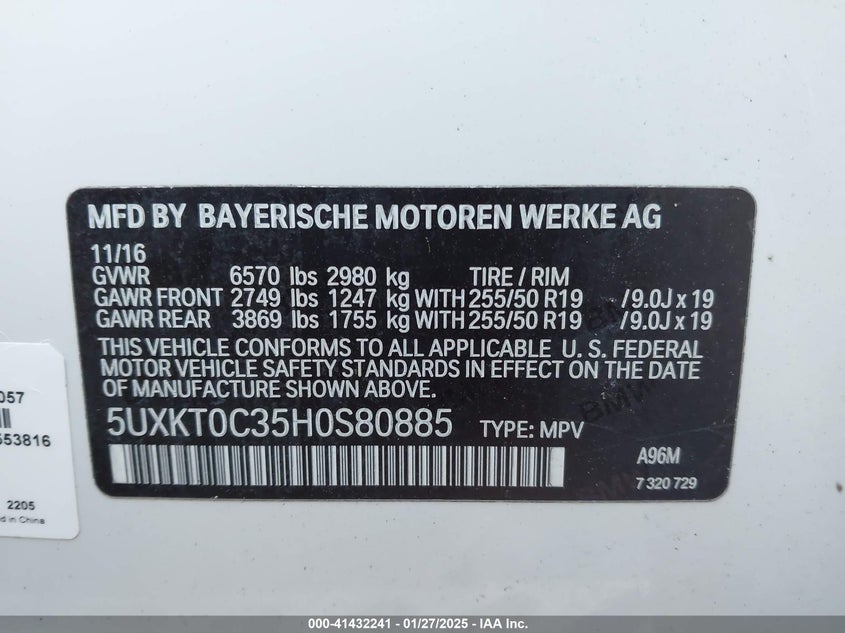 MFD BY BAYERISCHE MOTOREN WERKE AG
11/16
GVWR 6570 lbs 2980 kg TIRE / RIM
GAWR FRONT 2749 lbs 1247 kg WITH 255/50 R19 /9.0J x 19
GAWR REAR 3869 lbs 1755 kg WITH 255/50 R19 /9.0J x 19
THIS VEHICLE CONFORMS TO ALL APPLICABLE U. S. FEDERAL
MOTOR VEHICLE SAFETY STANDARDS IN EFFECT ON THE DATE
OF MANUFACTURE SHOWN ABOVE.
5UXKT0C35H0S80885 TYPE: MPV
A96M
7 320 729
057
553816
2205
in China
000-41432241 - 01/27/2025 - IAA Inc.